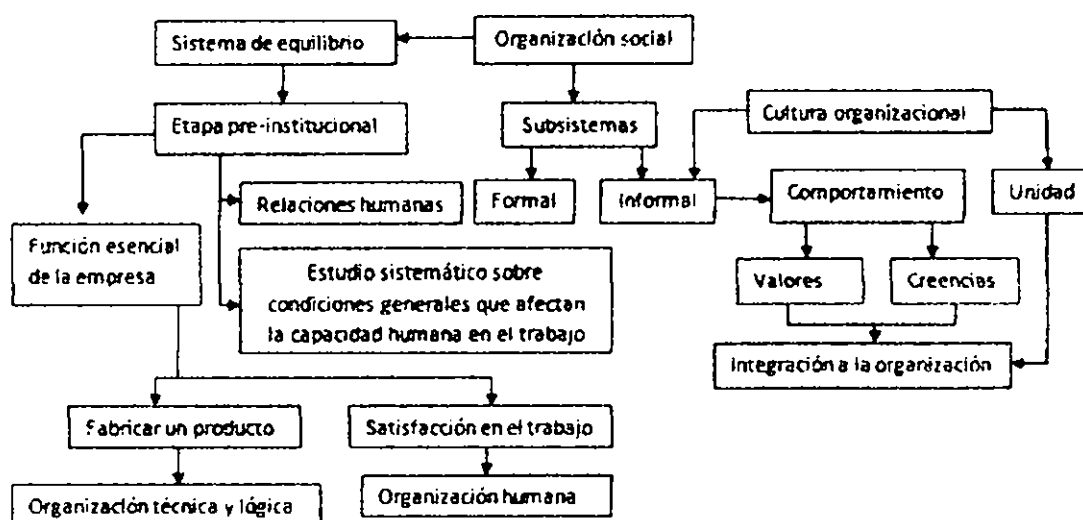 Sistema de equilibrio
Organización social
Etapa pre-institucional
Subsistemas
Cultura organizacional
Relaciones humanas
Formal
Informal
Comportamiento
Unidad
Función esencial
de la empresa
Estudio sistemático sobre
condiciones generales que afectan
la capacidad humana en el trabajo
Valores
Creencias
Integración a la organización
Fabricar un producto
Satisfacción en el trabajo
Organización técnica y lógica
Organización humana